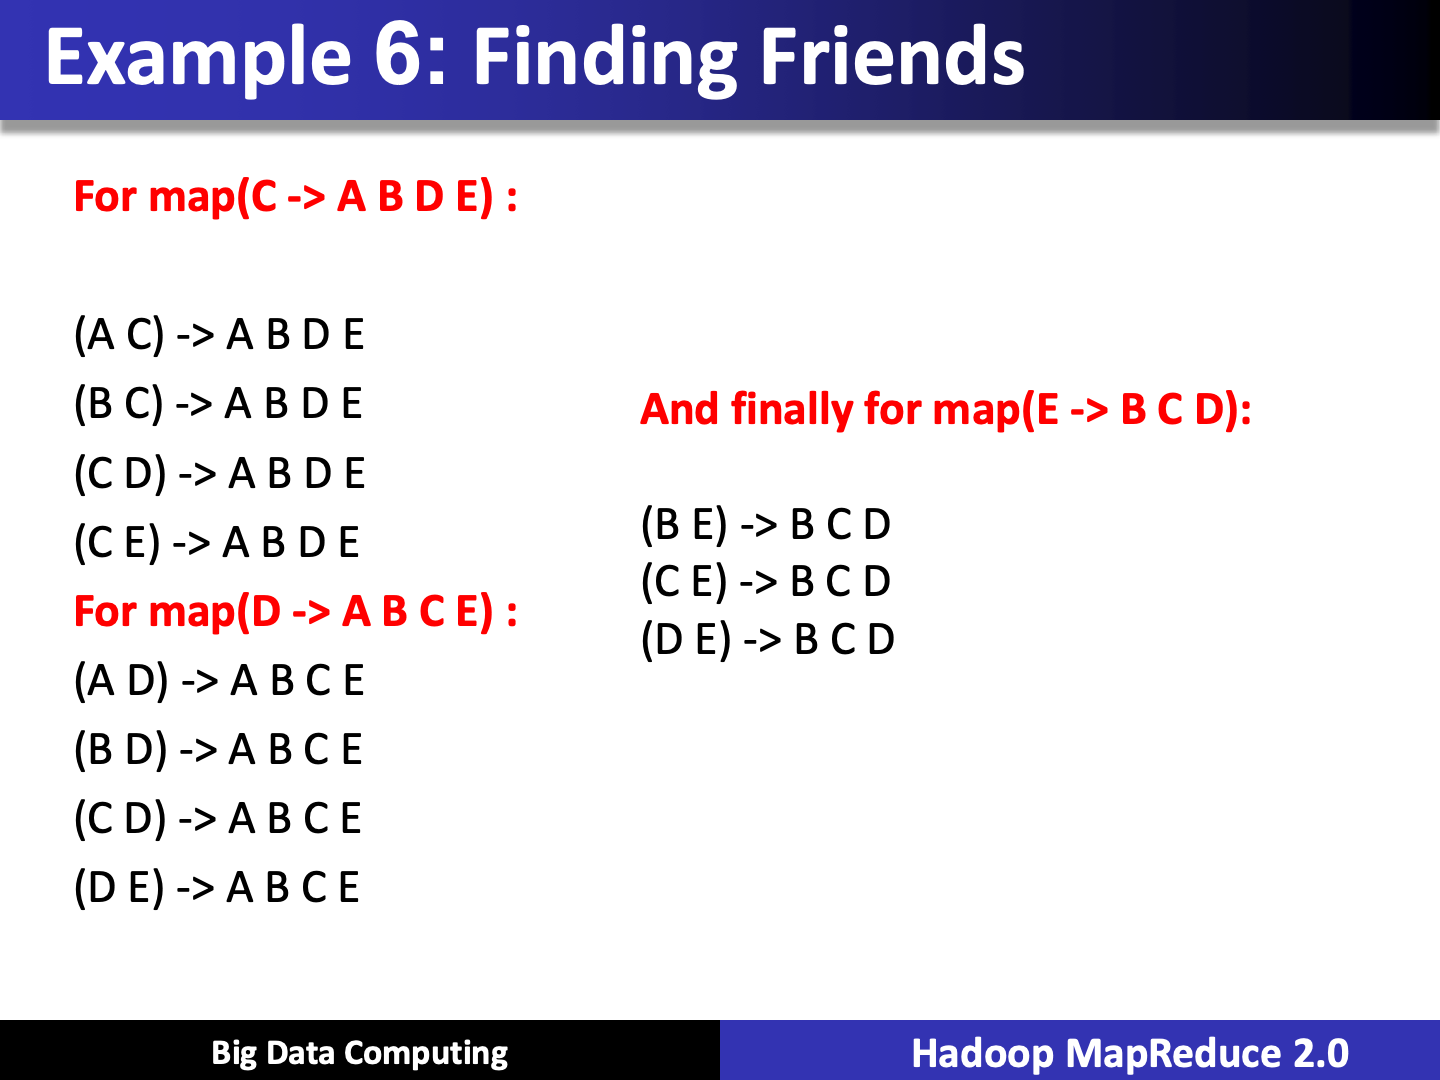 Example 6: Finding Friends
For map(C -> A B D E) :
(A C) -> A B D E
(B C) -> A B D E
(C D) -> A B D E
(C E) -> A B D E
For map(D -> A B C E) :
(A D) -> A B C E
(B D) -> A B C E
(C D) -> A B C E
(D E) -> A B C E
And finally for map(E -> B C D):
(B E) -> B C D
(C E) -> B C D
(D E) -> B C D
Big Data Computing
Hadoop MapReduce 2.0